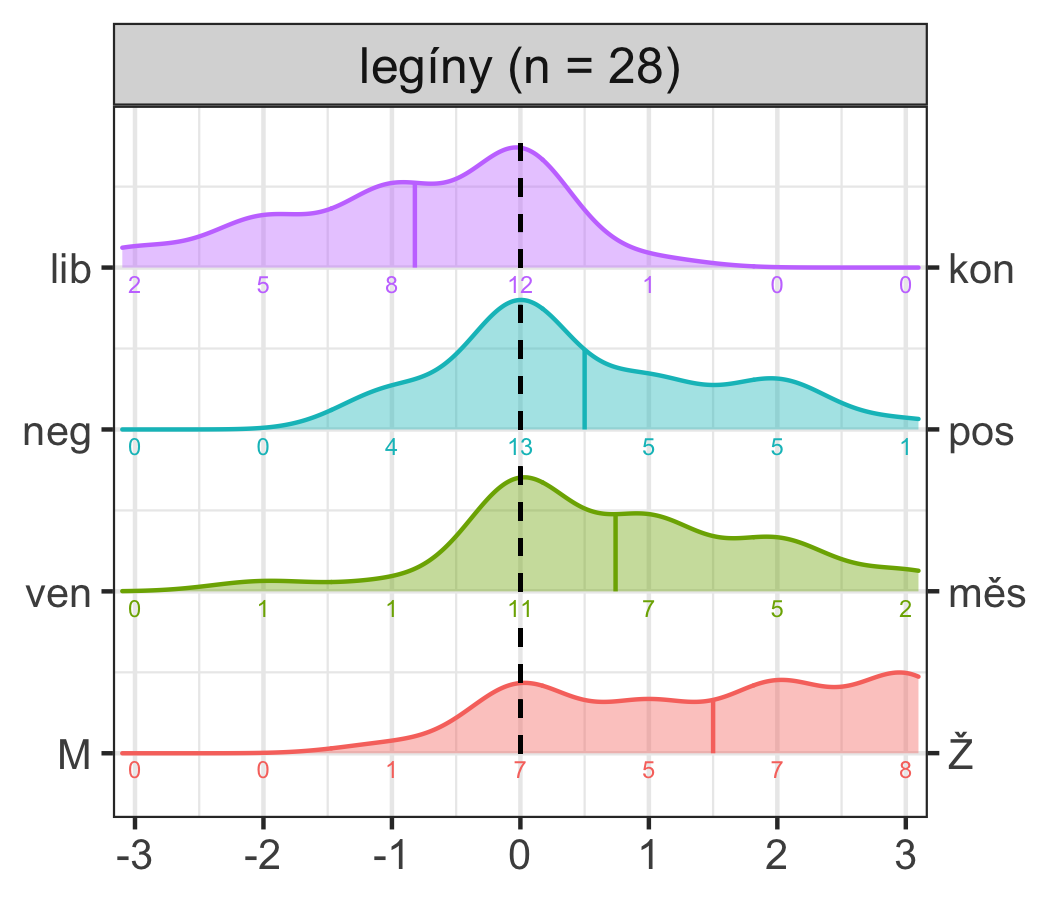 legíny (n = 28)
lib kon
2 5 8 12 1 0 0
neg pos
0 0 4 13 5 5 1
ven měs
0 1 1 11 7 5 2
M Ž
0 0 1 7 5 7 8
-3 -2 -1 0 1 2 3